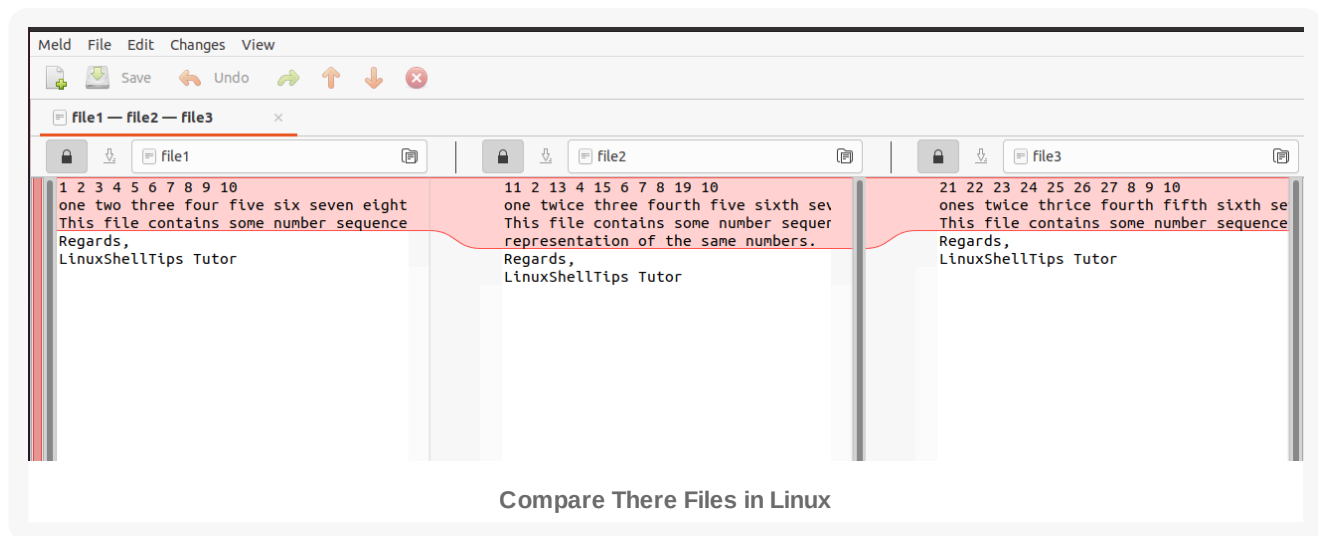 Meld File Edit Changes View
Save Undo
file1 — file2 — file3
file1
1 2 3 4 5 6 7 8 9 10
one two three four five six seven eight
This file contains some number sequence
Regards,
LinuxShellTips Tutor
file2
11 2 13 4 15 6 7 8 19 10
one twice three fourth five sixth sev
This file contains some number sequen
representation of the same numbers.
Regards,
LinuxShellTips Tutor
file3
21 22 23 24 25 26 27 8 9 10
ones twice thrice fourth fifth sixth se
This file contains some number sequence
Regards,
LinuxShellTips Tutor
Compare There Files in Linux